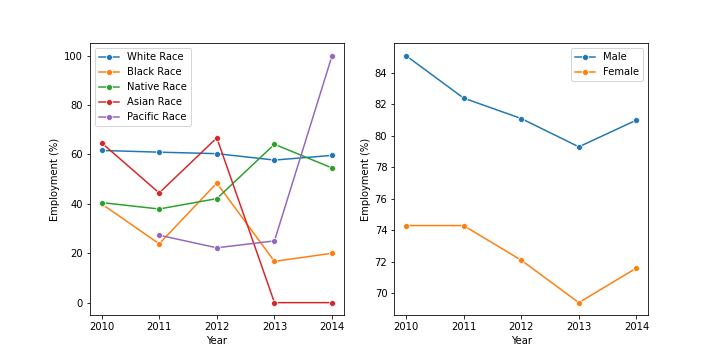 100
80
60
40
20
0
Employment (%)
2010 2011 2012 2013 2014
Year
White Race
Black Race
Native Race
Asian Race
Pacific Race
84
82
80
78
76
74
72
70
Employment (%)
2010 2011 2012 2013 2014
Year
Male
Female